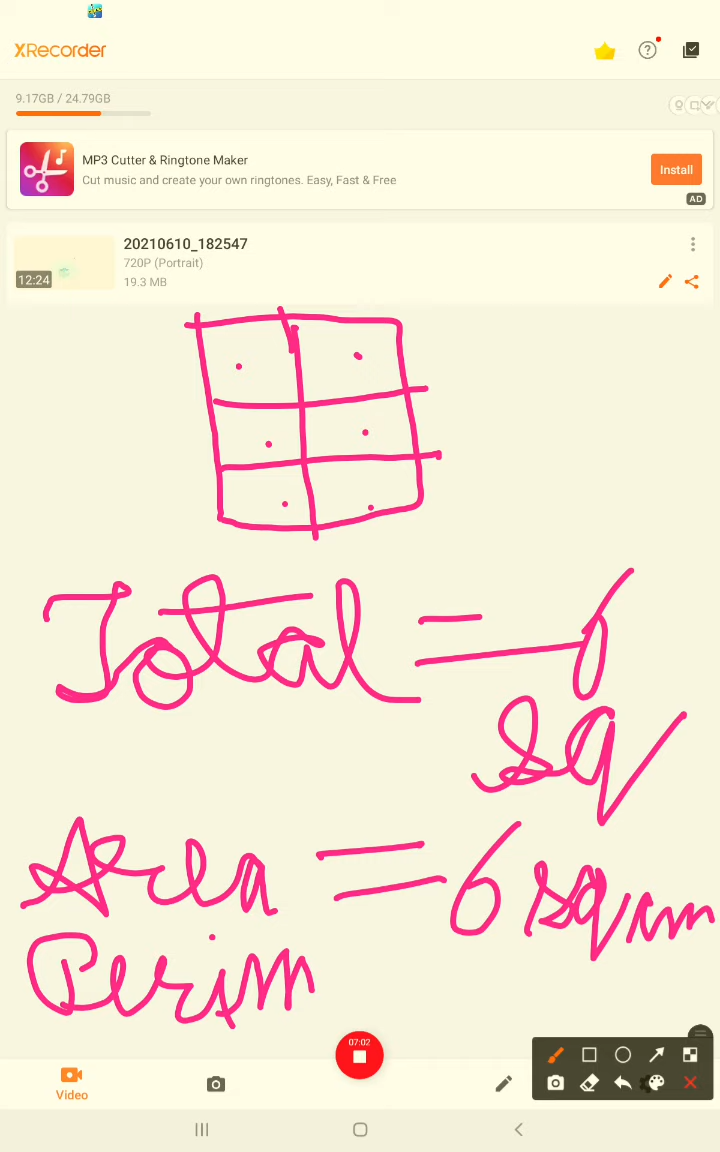 XRecorder
9.17GB / 24.79GB
MP3 Cutter & Ringtone Maker
Cut music and create your own ringtones. Easy, Fast & Free
Install
AD
20210610_182547
720P (Portrait)
19.3 MB
12:24
Total = 6
sq
Area = 6 sq cm
Perim
07:02
Video